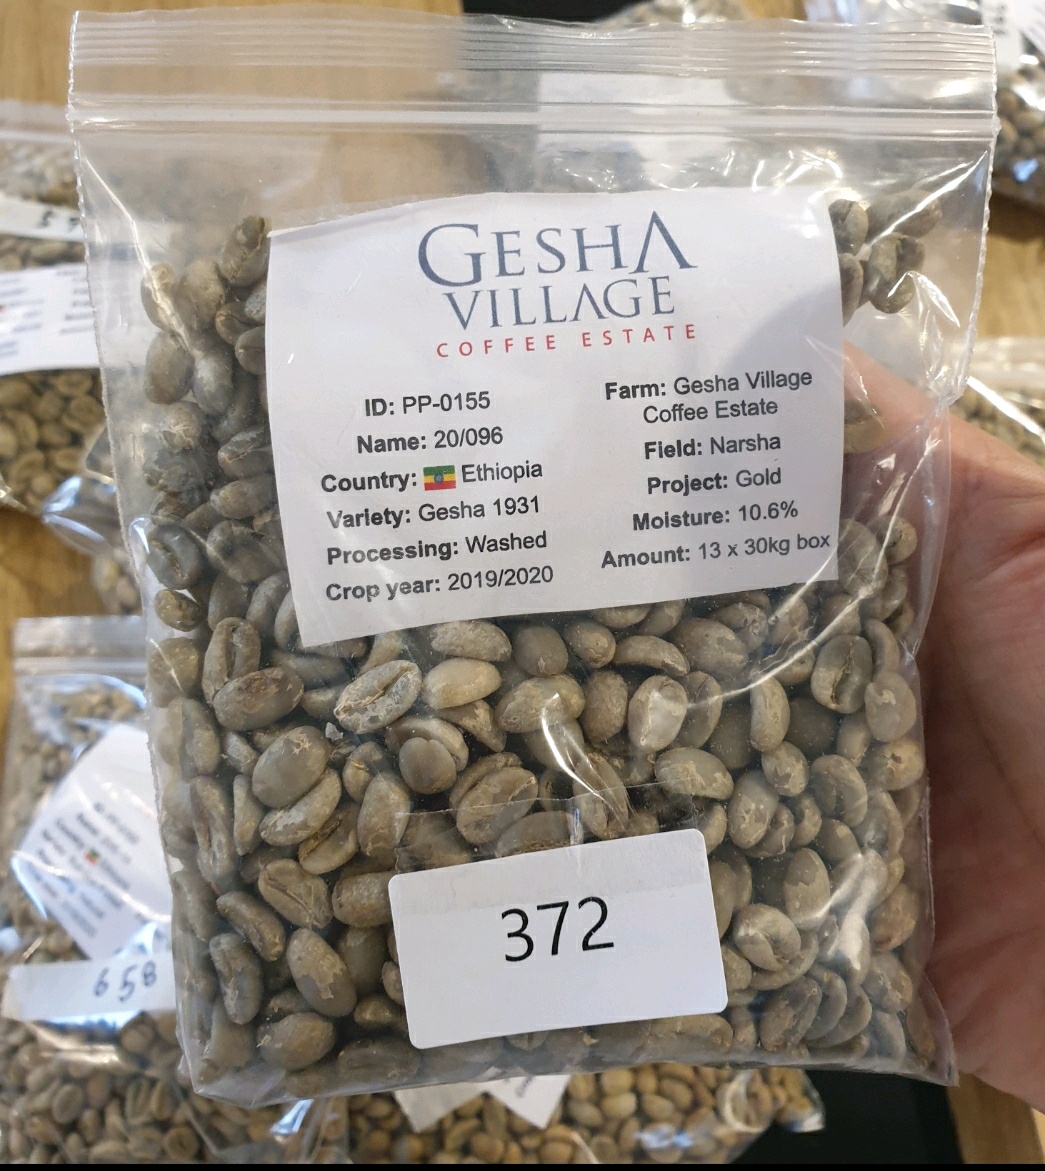 GESHA
VILLAGE
COFFEE ESTATE
ID: PP-0155
Name: 20/096
Country: Ethiopia
Variety: Gesha 1931
Processing: Washed
Crop year: 2019/2020
Farm: Gesha Village
Coffee Estate
Field: Narsha
Project: Gold
Moisture: 10.6%
Amount: 13 x 30kg box
372
658